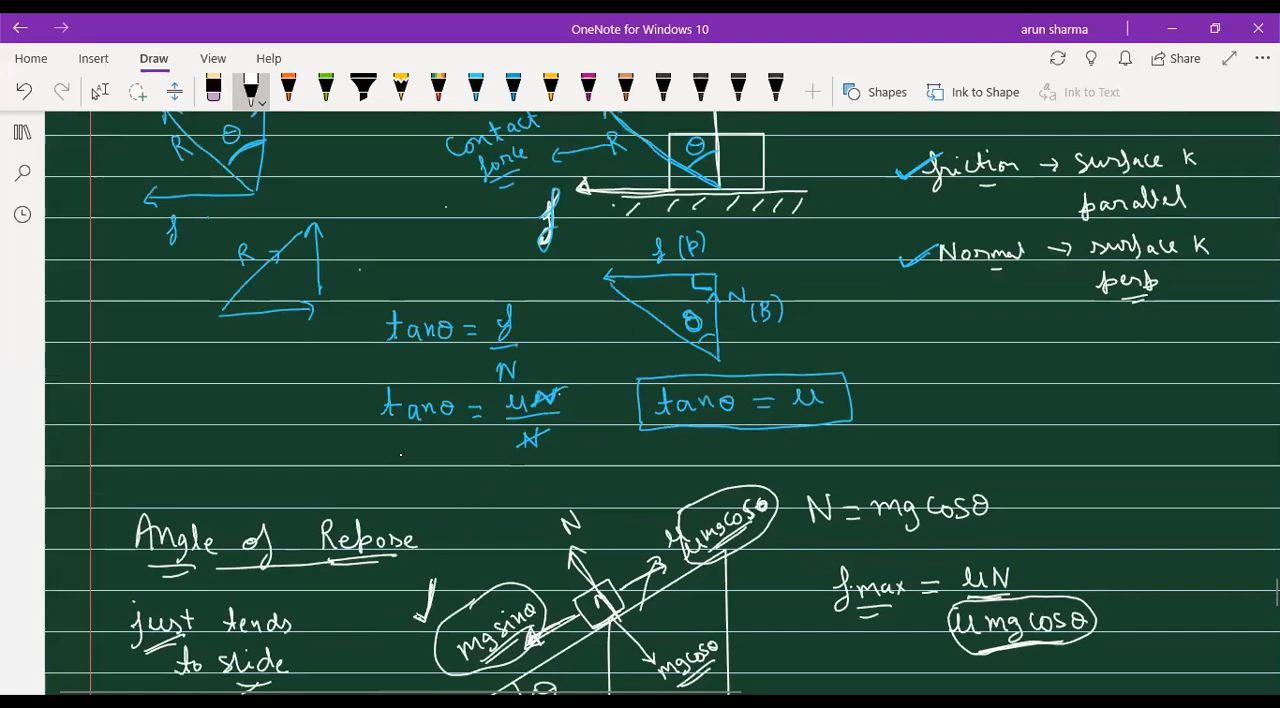 OneNote for Windows 10
arun sharma
Home Insert Draw View Help
Share
Shapes
Ink to Shape
Ink to Text
θ
R
f
contact
force
R
θ
f
friction → surface k
parallel
Normal → surface k
perp
R
f (P)
N
(B)
θ
tanθ = f
N
tanθ = μN
N
tanθ = μ
Angle of Repose
just tends
to slide
N
μmgcosθ
mgsinθ
mgcosθ
θ
N = mgcosθ
fmax = μN
μmgcosθ